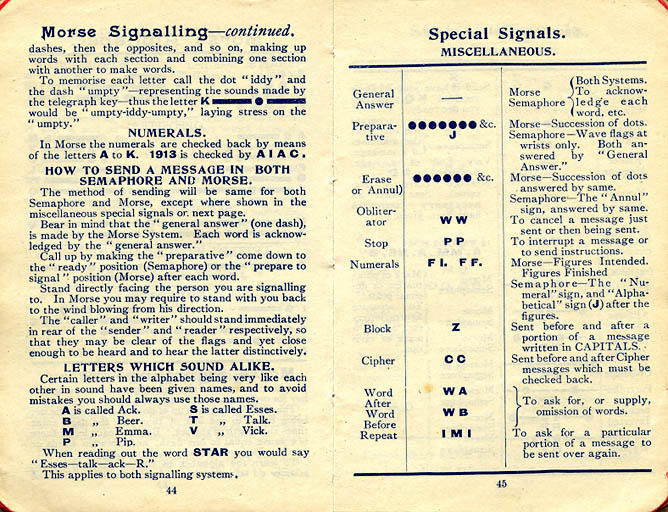 Morse Signalling—continued.
dashes, then the opposites, and so on, making up
words with each section and combining one section
with another to make words.
To memorise each letter call the dot "iddy" and
the dash "umpty"—representing the sounds made by
the telegraph key—thus the letter K ▬ ● ▬
would be "umpty-iddy-umpty," laying stress on the
"umpty."
NUMERALS.
In Morse the numerals are checked back by means
of the letters A to K. 1913 is checked by A I A C.
HOW TO SEND A MESSAGE IN BOTH
SEMAPHORE AND MORSE.
The method of sending will be same for both
Semaphore and Morse, except where shown in the
miscellaneous special signals or next page.
Bear in mind that the "general answer" (one dash),
is made by the Morse System. Each word is acknow-
ledged by the "general answer."
Call up by making the "preparative" come down to
the "ready" position (Semaphore) or the "prepare to
signal" position (Morse) after each word.
Stand directly facing the person you are signalling
to. In Morse you may require to stand with you back
to the wind blowing from his direction.
The "caller" and "writer" should stand immediately
in rear of the "sender" and "reader" respectively, so
that they may be clear of the flags and yet close
enough to be heard and to hear the latter distinctively.
LETTERS WHICH SOUND ALIKE.
Certain letters in the alphabet being very like each
other in sound have been given names, and to avoid
mistakes you should always use those names.
A is called Ack. S is called Esses.
B ,, Beer. T ,, Talk.
M ,, Emma. V ,, Vick.
P ,, Pip.
When reading out the word STAR you would say
"Esses—talk—ack—R."
This applies to both signalling systems.
44
Special Signals.
MISCELLANEOUS.
General
Answer
—
Morse
Semaphore
Both Systems.
To acknow-
ledge each
word, etc.
Prepara-
tive
●●●●●●● &c.
J
Morse—Succession of dots.
Semaphore—Wave flags at
wrists only. Both an-
swered by "General
Answer."
Erase
or Annul)
●●●●●● &c.
Morse—Succession of dots
answered by same.
Semaphore—The "Annul"
sign, answered by same.
Obliter-
ator
W W
To cancel a message just
sent or then being sent.
Stop
P P
To interrupt a message or
to send instructions.
Numerals
F I. F F.
Morse—Figures Intended.
Figures Finished
Semaphore—The "Nu-
meral" sign, and "Alpha-
betical" sign (J) after the
figures.
Block
Z
Sent before and after a
portion of a message
written in CAPITALS.
Cipher
C C
Sent before and after Cipher
messages which must be
checked back.
Word
After
W A
Word
Before
W B
To ask for, or supply,
omission of words.
Repeat
I M I
To ask for a particular
portion of a message to
be sent over again.
45